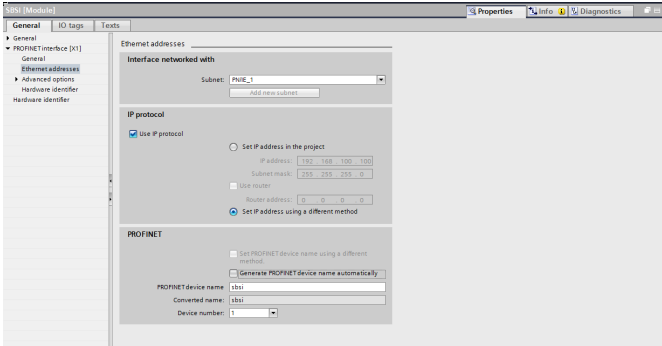 SBSI [Module]
Properties
Info
Diagnostics
General
IO tags
Texts
General
PROFINET interface [X1]
General
Ethernet addresses
Advanced options
Hardware identifier
Hardware identifier
Ethernet addresses
Interface networked with
Subnet: PN/IE_1
Add new subnet
IP protocol
Use IP protocol
Set IP address in the project
IP address: 192 . 168 . 100 . 100
Subnet mask: 255 . 255 . 255 . 0
Use router
Router address: 0 . 0 . 0 . 0
Set IP address using a different method
PROFINET
Set PROFINET device name using a different
method.
Generate PROFINET device name automatically
PROFINET device name sbsi
Converted name: sbsi
Device number: 1